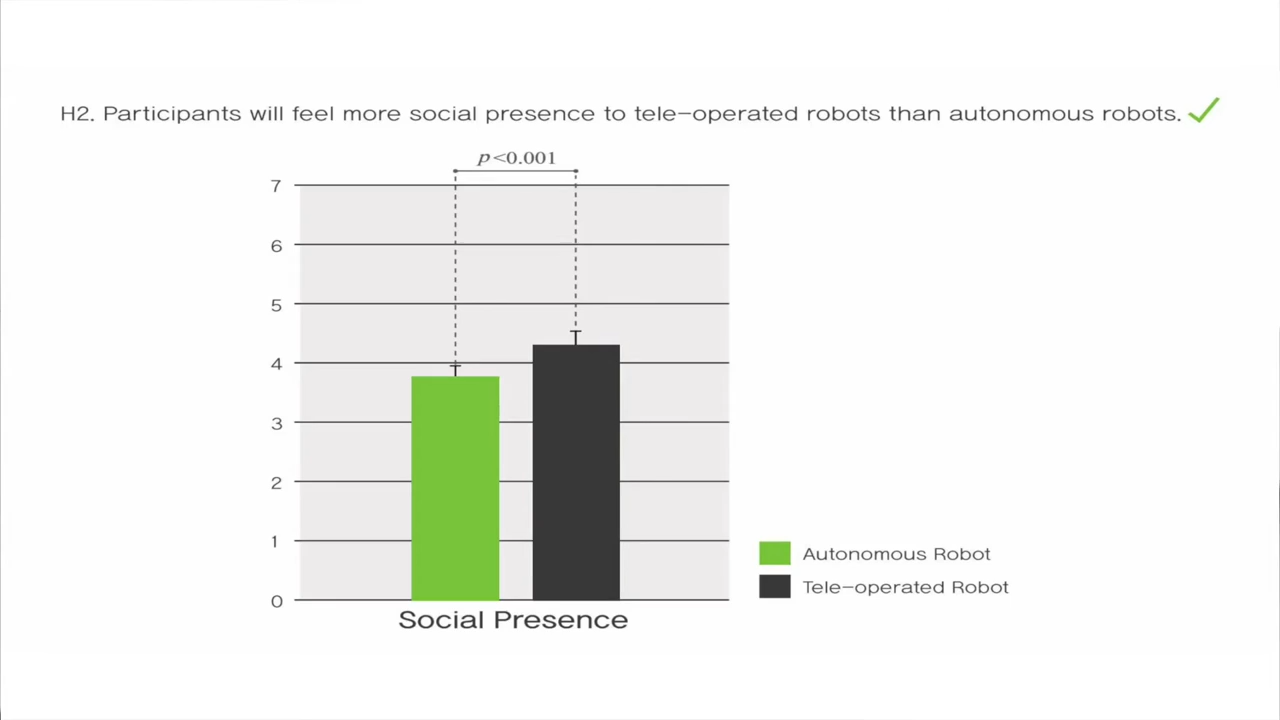 H2. Participants will feel more social presence to tele-operated robots than autonomous robots.
p<0.001
7
6
5
4
3
2
1
0
Social Presence
Autonomous Robot
Tele-operated Robot